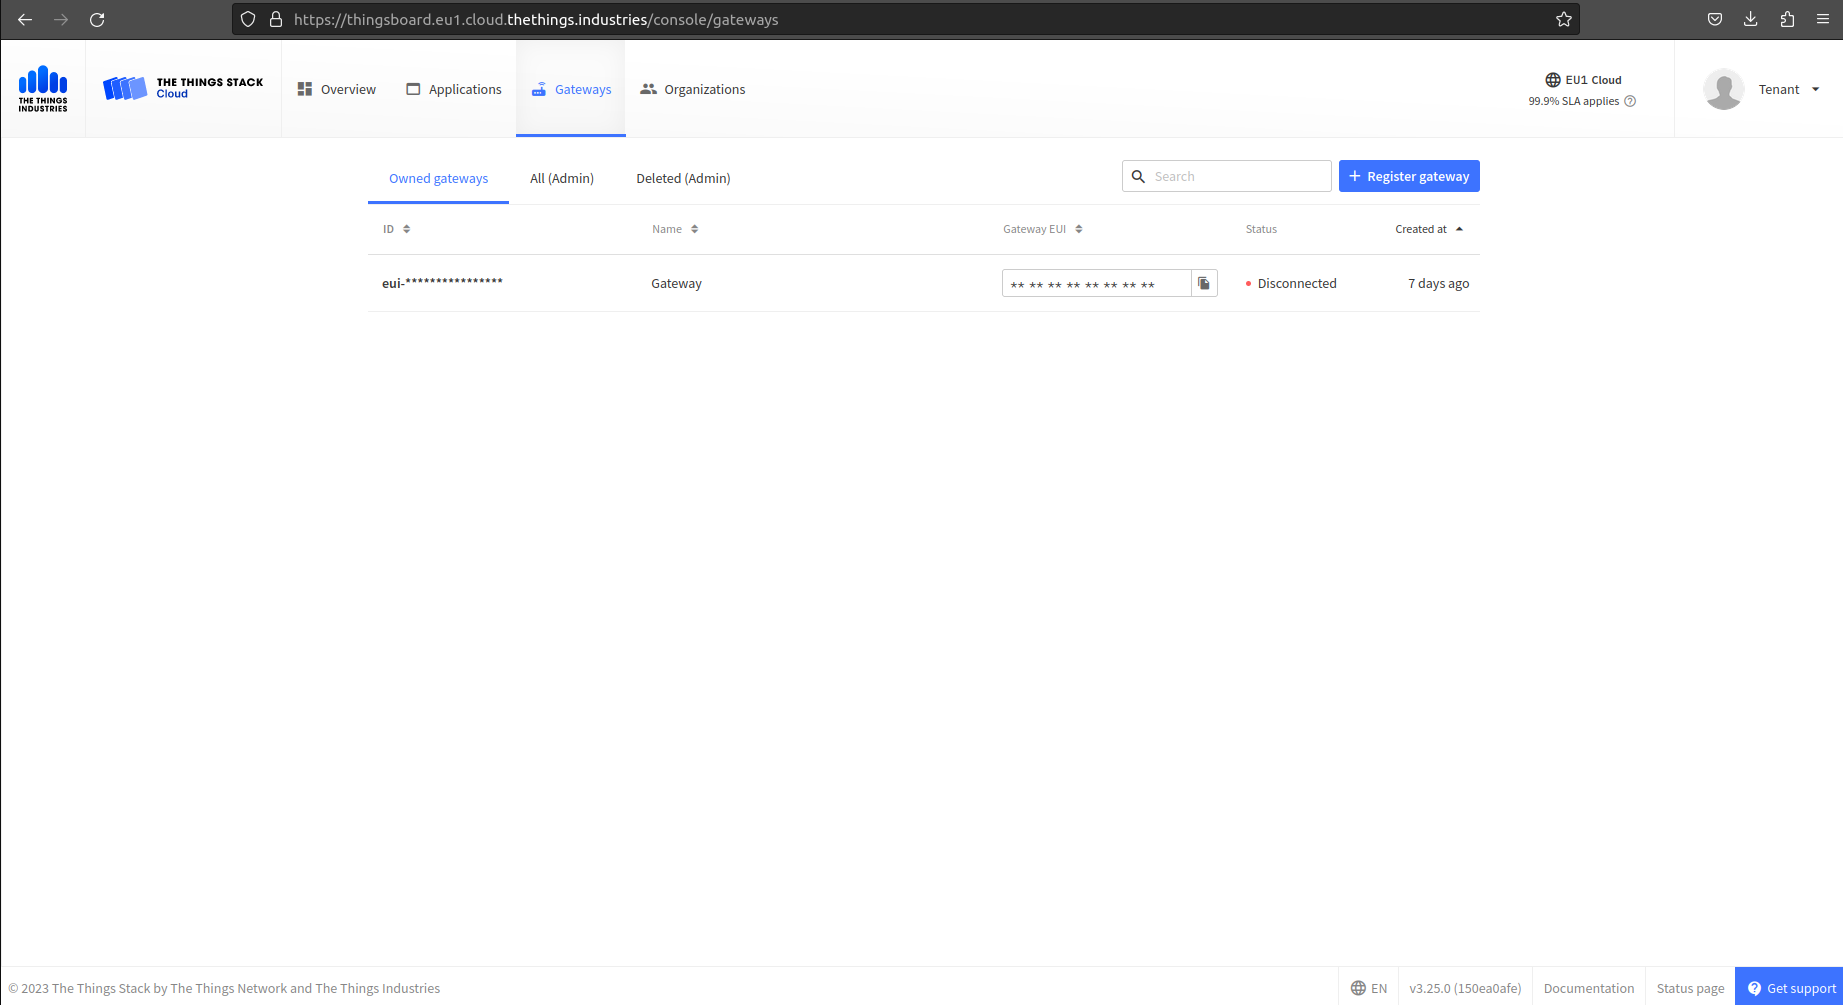 https://thingsboard.eu1.cloud.thethings.industries/console/gateways
THE THINGS
INDUSTRIES
THE THINGS STACK
Cloud
Overview
Applications
Gateways
Organizations
EU1 Cloud
99.9% SLA applies
Tenant
Owned gateways
All (Admin)
Deleted (Admin)
Search
+ Register gateway
ID
Name
Gateway EUI
Status
Created at
eui-****************
Gateway
** ** ** ** ** ** ** **
Disconnected
7 days ago
© 2023 The Things Stack by The Things Network and The Things Industries
EN
v3.25.0 (150ea0afe)
Documentation
Status page
Get support